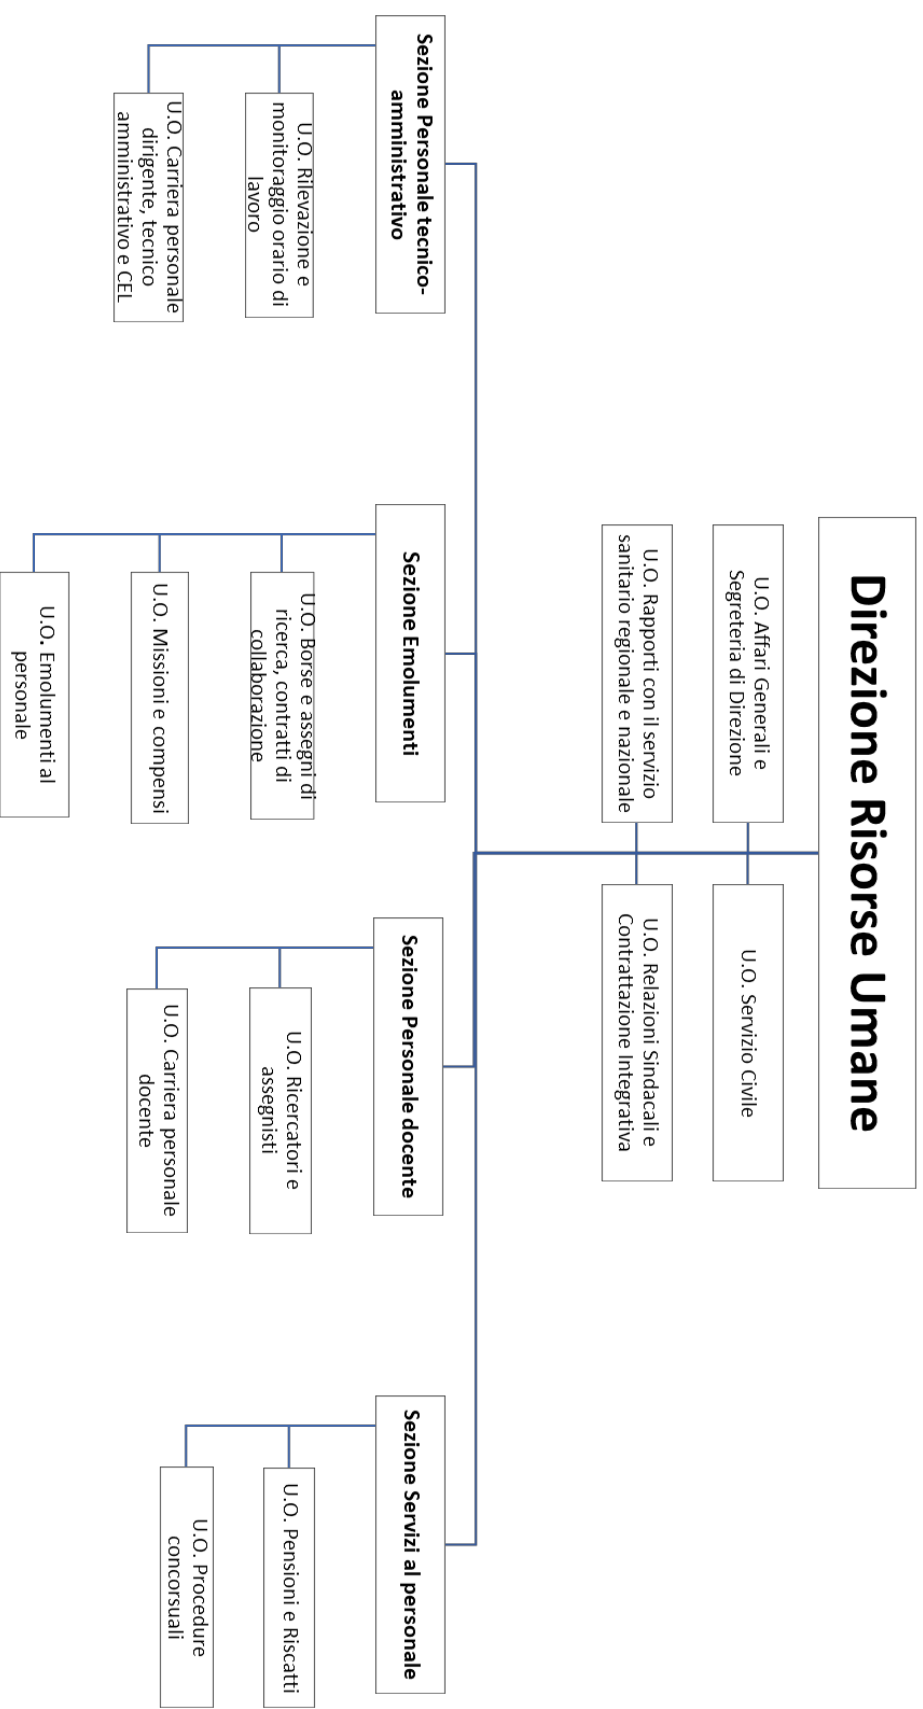 Direzione Risorse Umane
U.O. Affari Generali e
Segreteria di Direzione
U.O. Servizio Civile
U.O. Rapporti con il servizio
sanitario regionale e nazionale
U.O. Relazioni Sindacali e
Contrattazione Integrativa
Sezione Personale tecnico-
amministrativo
U.O. Rilevazione e
monitoraggio orario di
lavoro
U.O. Carriera personale
dirigente, tecnico
amministrativo e CEL
Sezione Emolumenti
U.O. Borse e assegni di
ricerca, contratti di
collaborazione
U.O. Missioni e compensi
U.O. Emolumenti al
personale
Sezione Personale docente
U.O. Ricercatori e
assegnisti
U.O. Carriera personale
docente
Sezione Servizi al personale
U.O. Pensioni e Riscatti
U.O. Procedure
concorsuali